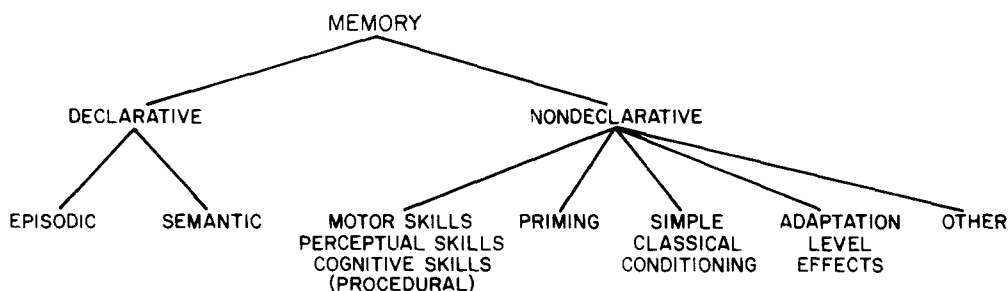 MEMORY
DECLARATIVE
NONDECLARATIVE
EPISODIC
SEMANTIC
MOTOR SKILLS
PERCEPTUAL SKILLS
COGNITIVE SKILLS
(PROCEDURAL)
PRIMING
SIMPLE
CLASSICAL
CONDITIONING
ADAPTATION
LEVEL
EFFECTS
OTHER